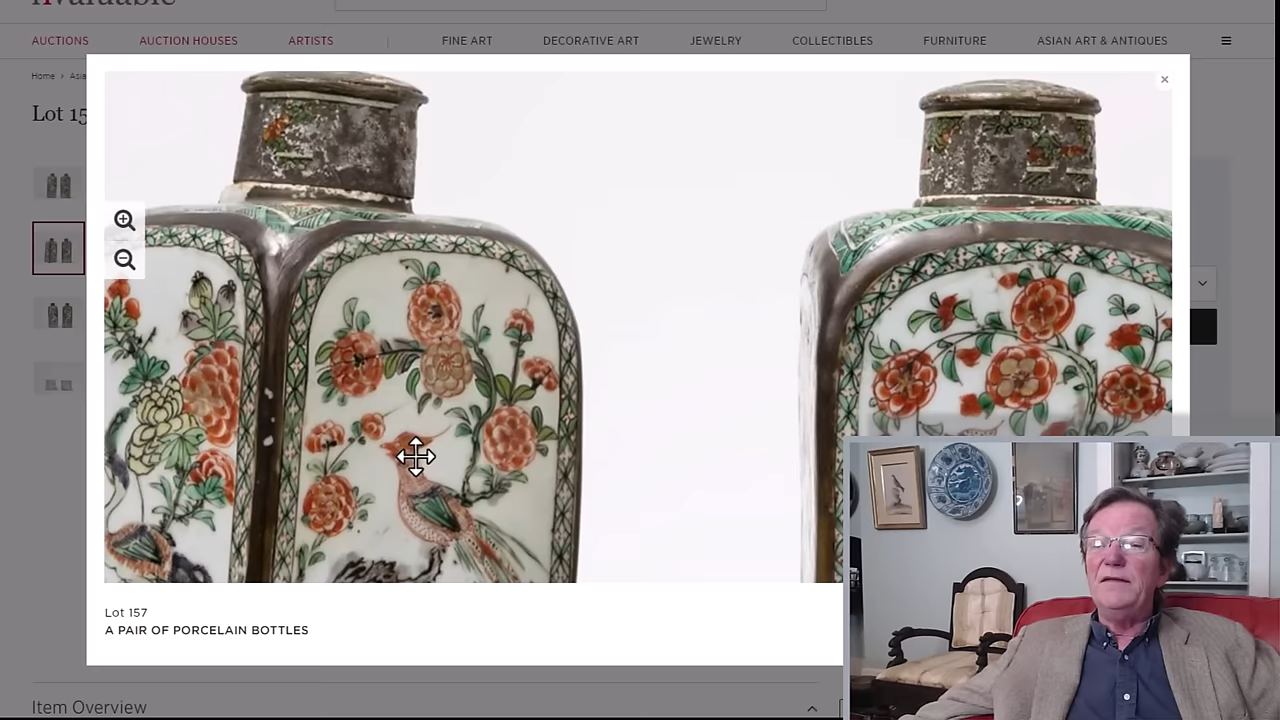 AUCTIONS AUCTION HOUSES ARTISTS FINE ART DECORATIVE ART JEWELRY COLLECTIBLES FURNITURE ASIAN ART & ANTIQUES
Home › Asia
Lot 15
Lot 157
A PAIR OF PORCELAIN BOTTLES
Item Overview